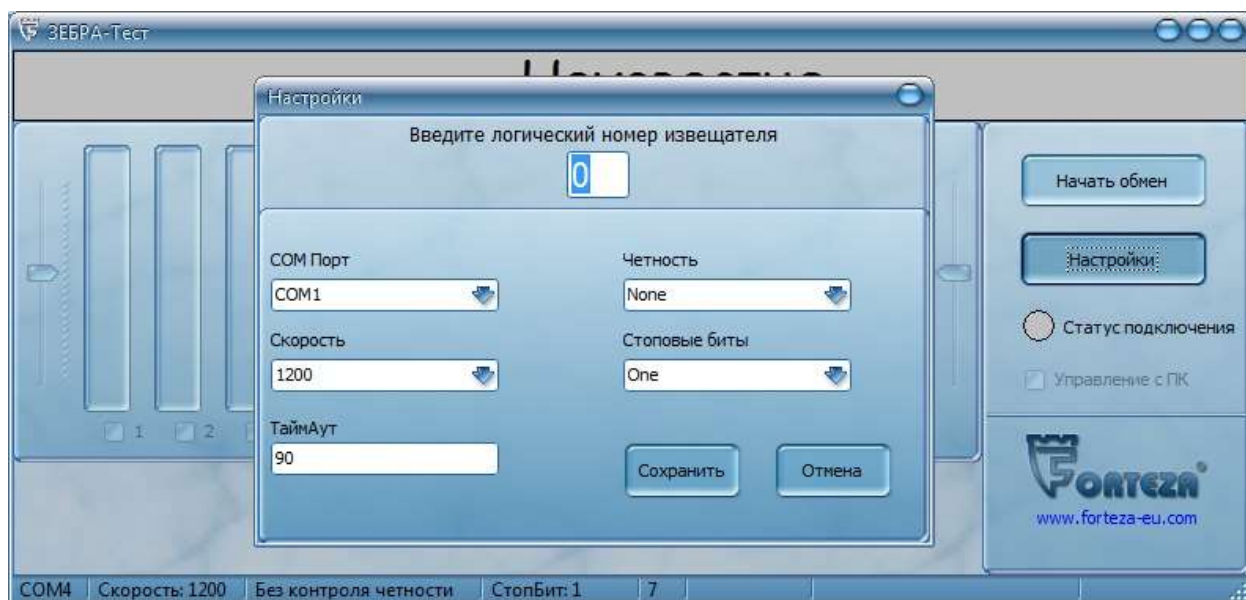 ЗЕБРА-Тест
Настройки
Введите логический номер извещателя
0
COM Порт
COM1
Четность
None
Скорость
1200
Стоповые биты
One
ТаймАут
90
Сохранить
Отмена
1
2
Начать обмен
Настройки
Статус подключения
Управление с ПК
FORTEZA®
www.forteza-eu.com
COM4 Скорость: 1200 Без контроля четности СтопБит: 1 7